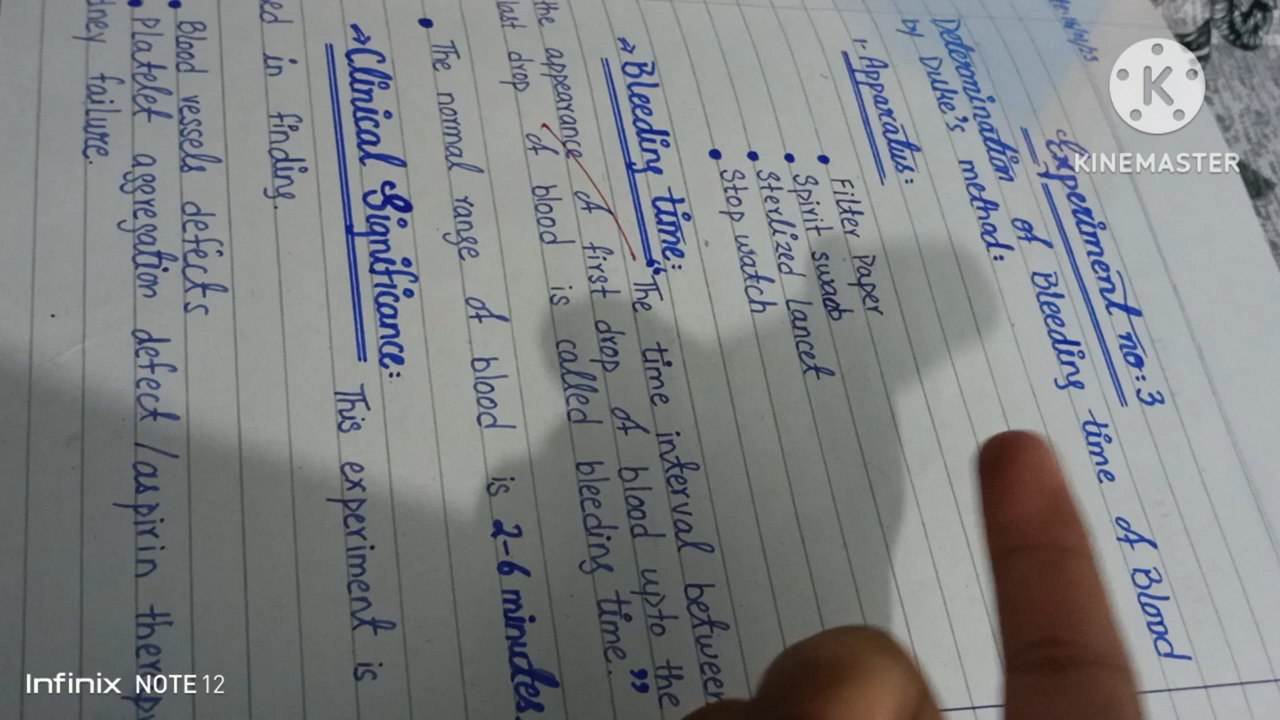 Experiment no:3
Determination of Bleeding time of Blood
by Duke's method:
Apparatus:
• Filter Paper
• Spirit swab
• Sterlized Lancet
• Stop watch
→Bleeding time: "The time interval between
the appearance of first drop of blood upto the
last drop of blood is called bleeding time."
• The normal range of blood is 2-6 minutes.
→Clinical Significance: This experiment is
ed in finding.
• Blood vessels defects
• Platelet aggregation defect /aspirin therapy
dney failure.
KINEMASTER
Infinix NOTE 12